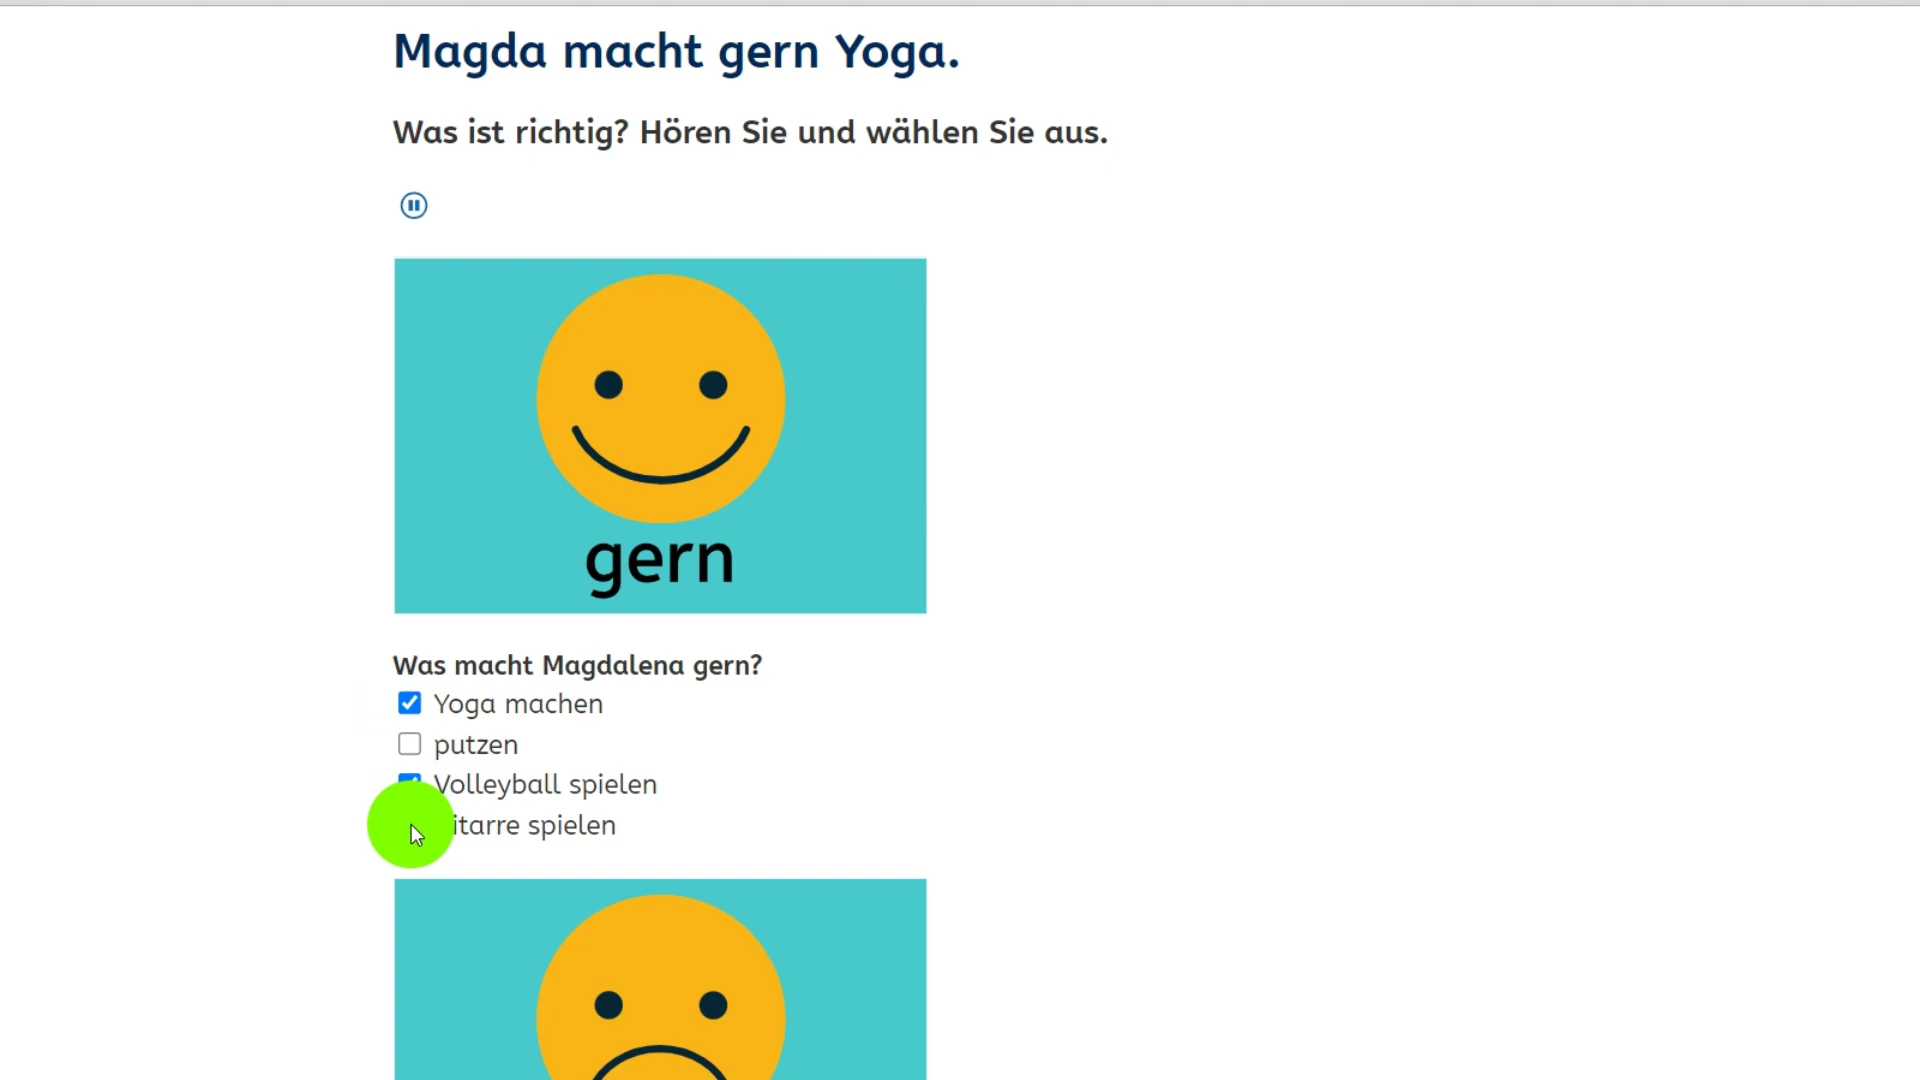 Magda macht gern Yoga.
Was ist richtig? Hören Sie und wählen Sie aus.
gern
Was macht Magdalena gern?
Yoga machen
putzen
Volleyball spielen
itarre spielen